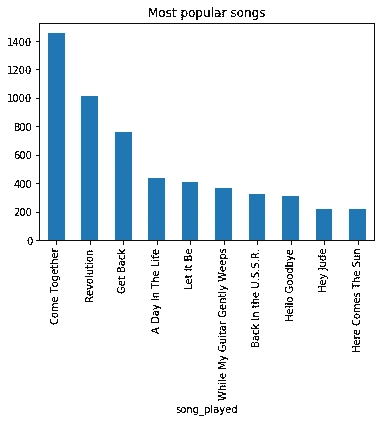 Most popular songs
1400
1200
1000
800
600
400
200
0
Come Together
Revolution
Get Back
A Day In The Life
Let It Be
While My Guitar Gently Weeps
Back In the U.S.S.R.
Hello Goodbye
Hey Jude
Here Comes The Sun
song_played